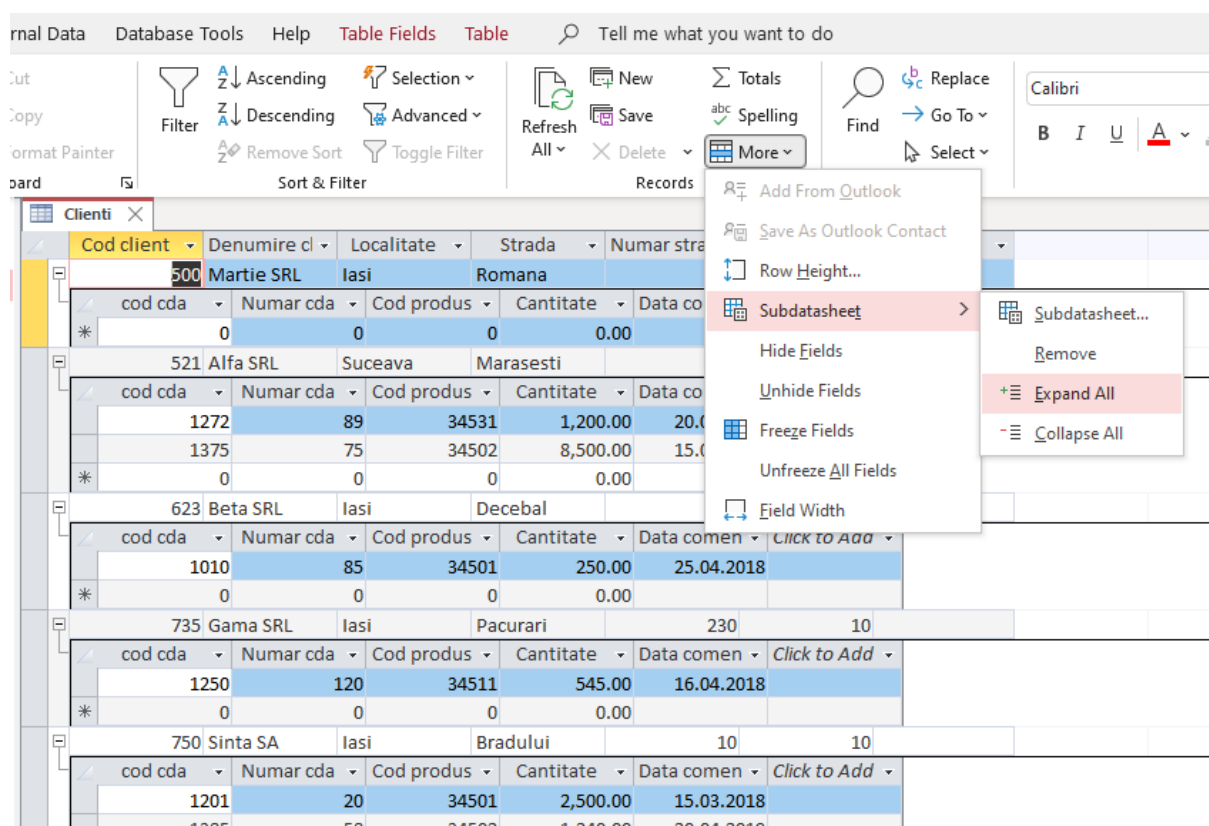 rnal Data Database Tools Help Table Fields Table Tell me what you want to do
Cut Ascending Selection New Totals Replace Calibri
Copy Filter Descending Advanced Refresh All Save Spelling Find Go To
ormat Painter Remove Sort Toggle Filter Delete More Select B I U A
oard Sort & Filter Records
Add From Outlook
Save As Outlook Contact
Row Height...
Subdatasheet
Hide Fields
Unhide Fields
Freeze Fields
Unfreeze All Fields
Field Width
Subdatasheet...
Remove
Expand All
Collapse All
Clienti
Cod client Denumire cl Localitate Strada Numar stra
500 Martie SRL Iasi Romana
cod cda Numar cda Cod produs Cantitate Data co
0 0 0 0.00
521 Alfa SRL Suceava Marasesti
cod cda Numar cda Cod produs Cantitate Data co
1272 89 34531 1,200.00 20.0
1375 75 34502 8,500.00 15.0
0 0 0 0.00
623 Beta SRL Iasi Decebal
cod cda Numar cda Cod produs Cantitate Data comen Click to Add
1010 85 34501 250.00 25.04.2018
0 0 0 0.00
735 Gama SRL Iasi Pacurari 230 10
cod cda Numar cda Cod produs Cantitate Data comen Click to Add
1250 120 34511 545.00 16.04.2018
0 0 0 0.00
750 Sinta SA Iasi Bradului 10 10
cod cda Numar cda Cod produs Cantitate Data comen Click to Add
1201 20 34501 2,500.00 15.03.2018